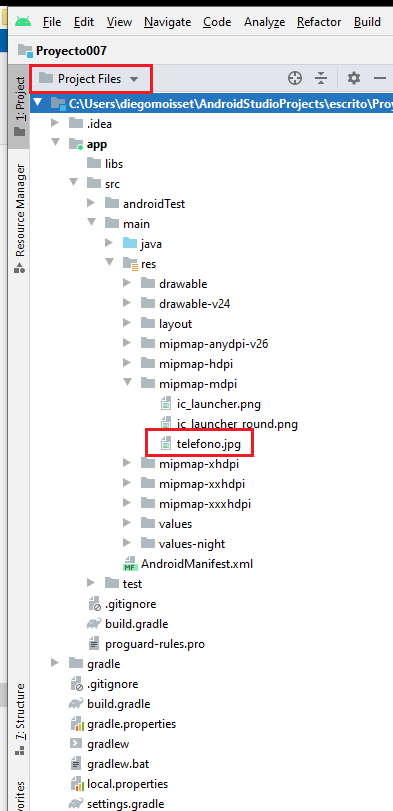 File Edit View Navigate Code Analyze Refactor Build
Proyecto007
Project Files
C:\Users\diegomoisset\AndroidStudioProjects\escrito\Proy
1: Project
Resource Manager
7: Structure
Favorites
.idea
app
libs
src
androidTest
main
java
res
drawable
drawable-v24
layout
mipmap-anydpi-v26
mipmap-hdpi
mipmap-mdpi
ic_launcher.png
ic_launcher_round.png
telefono.jpg
mipmap-xhdpi
mipmap-xxhdpi
mipmap-xxxhdpi
values
values-night
MF AndroidManifest.xml
test
.gitignore
build.gradle
proguard-rules.pro
gradle
.gitignore
build.gradle
gradle.properties
gradlew
gradlew.bat
local.properties
settings.gradle